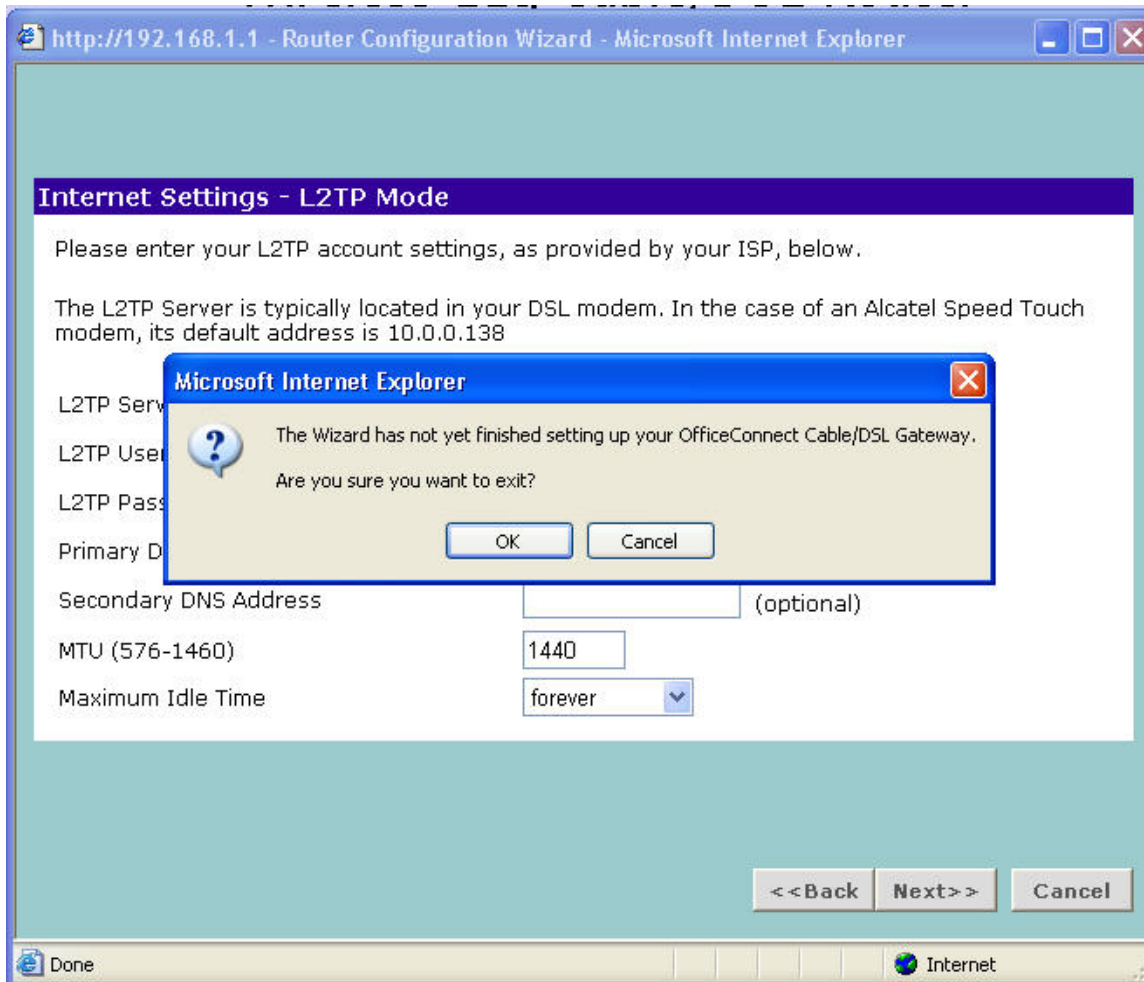 http://192.168.1.1 - Router Configuration Wizard - Microsoft Internet Explorer
Internet Settings - L2TP Mode
Please enter your L2TP account settings, as provided by your ISP, below.
The L2TP Server is typically located in your DSL modem. In the case of an Alcatel Speed Touch
modem, its default address is 10.0.0.138
Microsoft Internet Explorer
The Wizard has not yet finished setting up your OfficeConnect Cable/DSL Gateway.
Are you sure you want to exit?
OK Cancel
L2TP
L2TP
L2TP
Primary
Secondary DNS Address (optional)
MTU (576-1460) 1440
Maximum Idle Time forever
<<Back Next>> Cancel
Done Internet